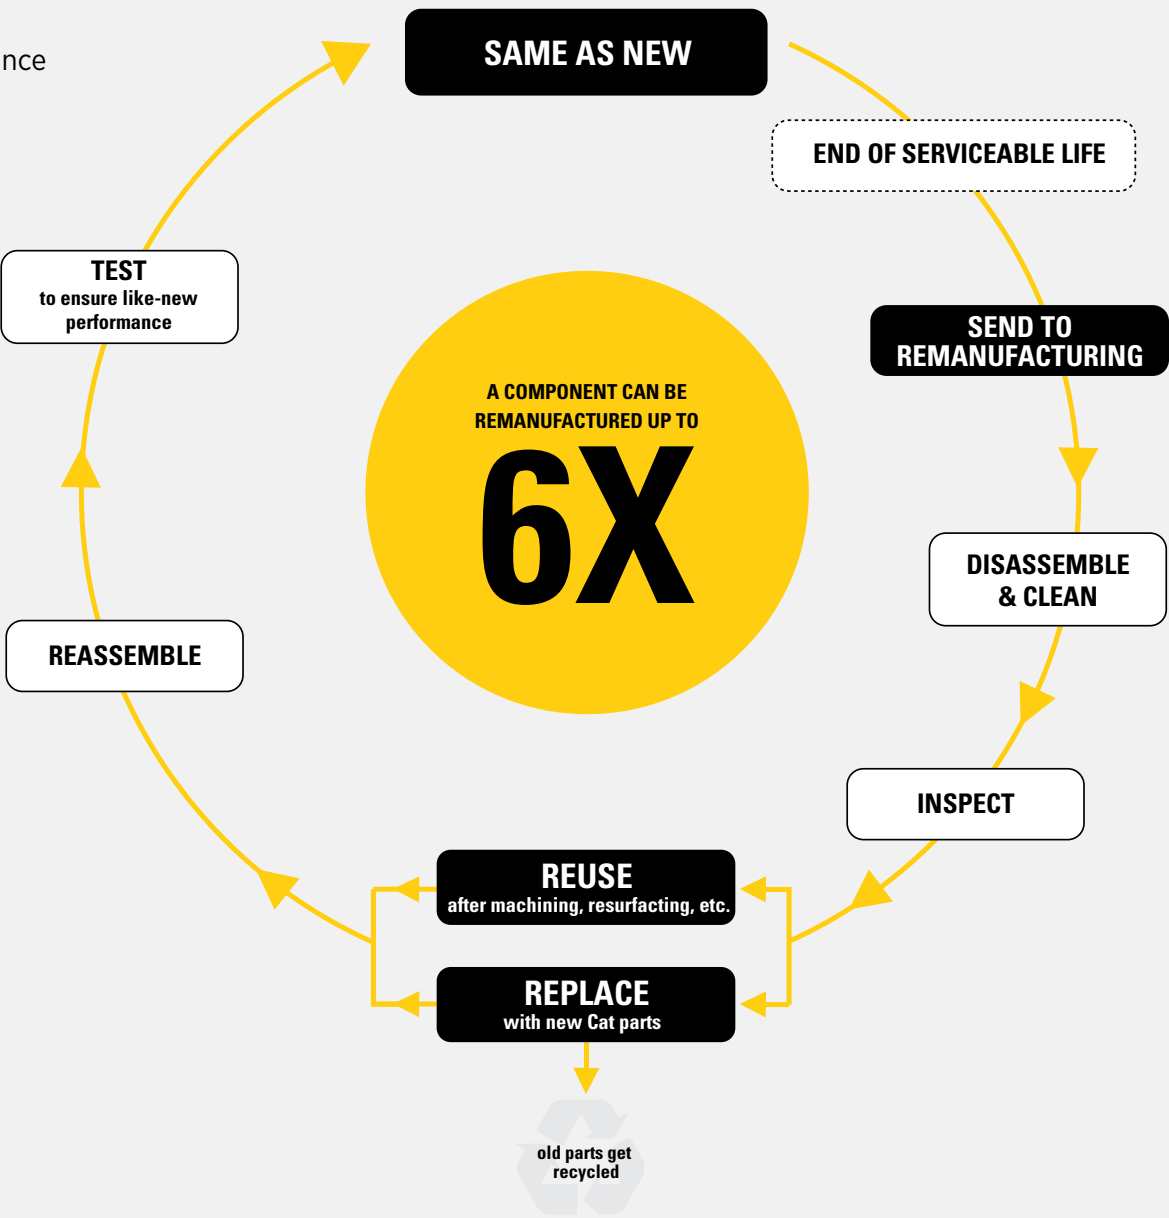 nce
SAME AS NEW
END OF SERVICEABLE LIFE
SEND TO
REMANUFACTURING
DISASSEMBLE
& CLEAN
INSPECT
REUSE
after machining, resurfacting, etc.
REPLACE
with new Cat parts
old parts get
recycled
REASSEMBLE
TEST
to ensure like-new
performance
A COMPONENT CAN BE
REMANUFACTURED UP TO
6X